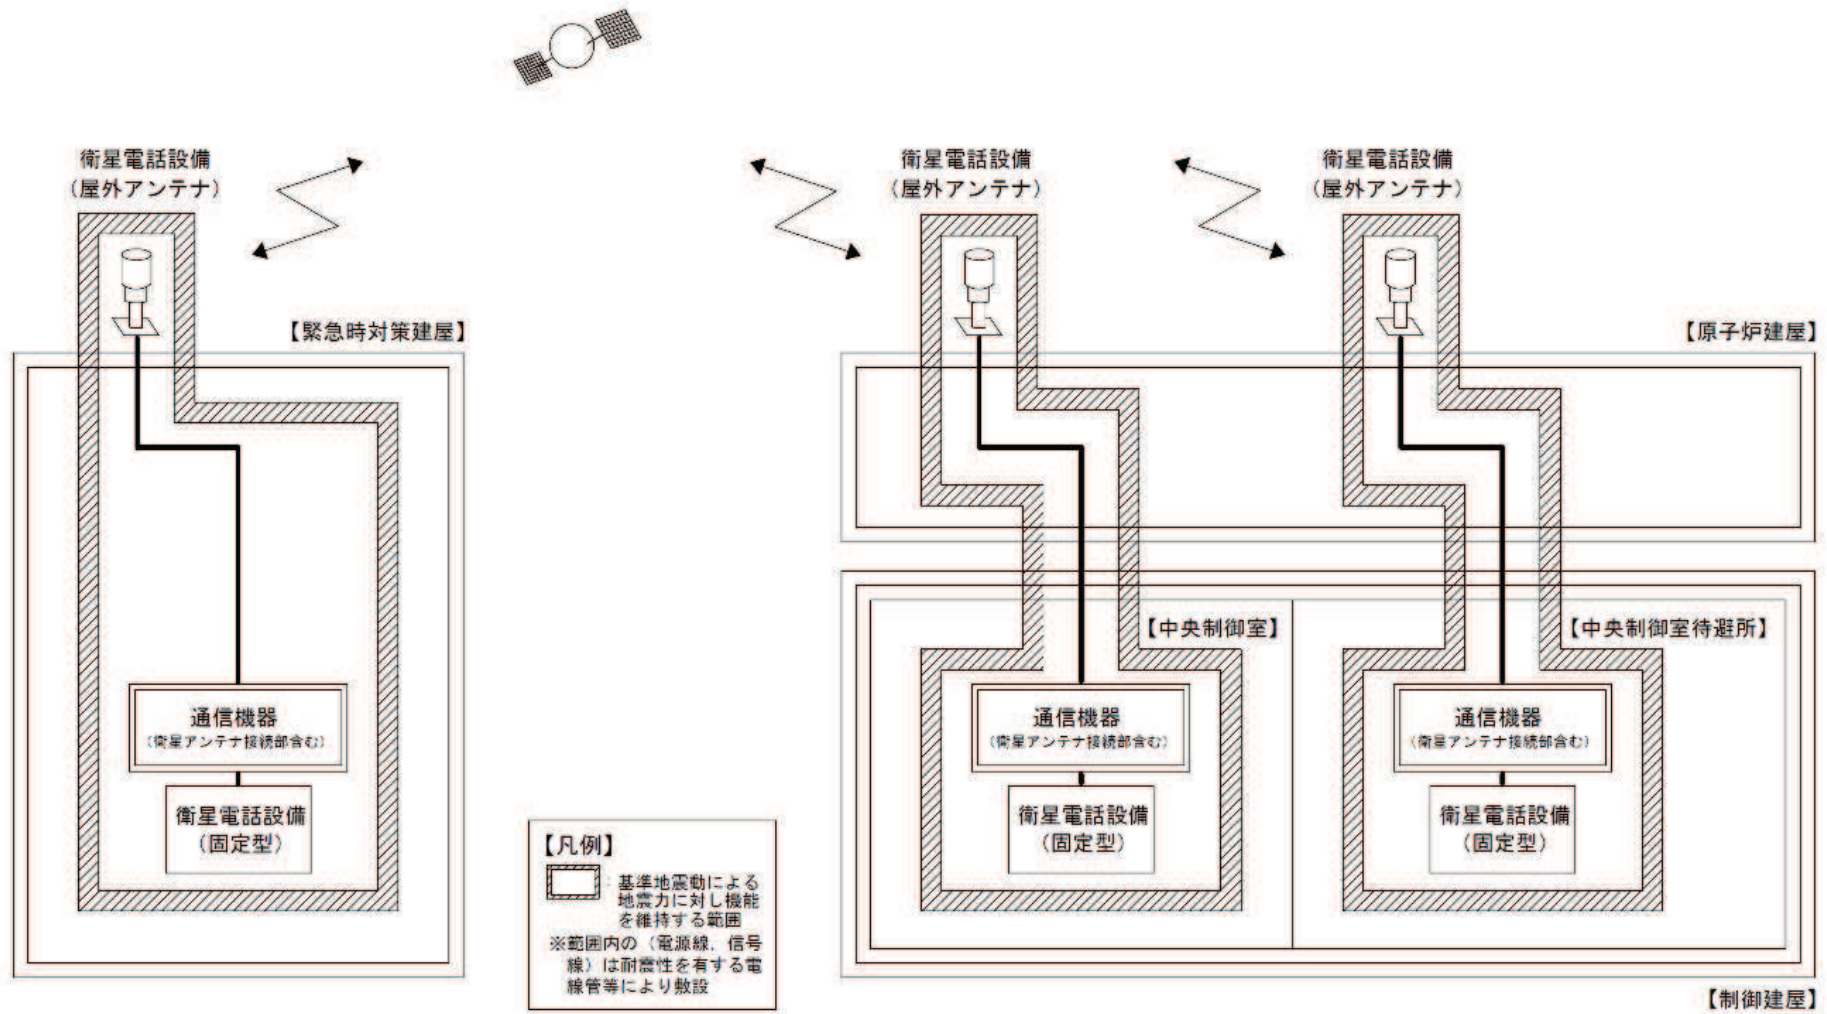 衛星電話設備
（屋外アンテナ）
衛星電話設備
（屋外アンテナ）
衛星電話設備
（屋外アンテナ）
【緊急時対策建屋】
【原子炉建屋】
【中央制御室】
【中央制御室待避所】
通信機器
（衛星アンテナ接続部含む）
衛星電話設備
（固定型）
通信機器
（衛星アンテナ接続部含む）
衛星電話設備
（固定型）
通信機器
（衛星アンテナ接続部含む）
衛星電話設備
（固定型）
【凡例】
：基準地震動による
地震力に対し機能
を維持する範囲
※範囲内の（電源線，信号
線）は耐震性を有する電
線管等により敷設
【制御建屋】